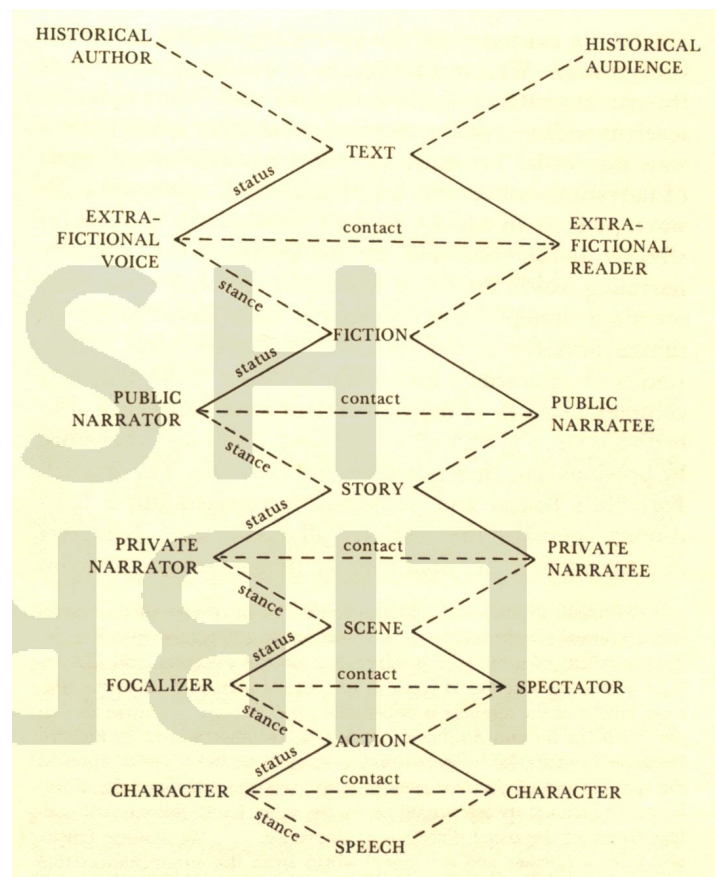 HISTORICAL
AUTHOR
HISTORICAL
AUDIENCE
TEXT
status
EXTRA-
FICTIONAL
VOICE
contact
EXTRA-
FICTIONAL
READER
stance
FICTION
status
PUBLIC
NARRATOR
contact
PUBLIC
NARRATEE
stance
STORY
status
PRIVATE
NARRATOR
contact
PRIVATE
NARRATEE
stance
SCENE
status
FOCALIZER
contact
SPECTATOR
stance
ACTION
status
CHARACTER
contact
CHARACTER
stance
SPEECH